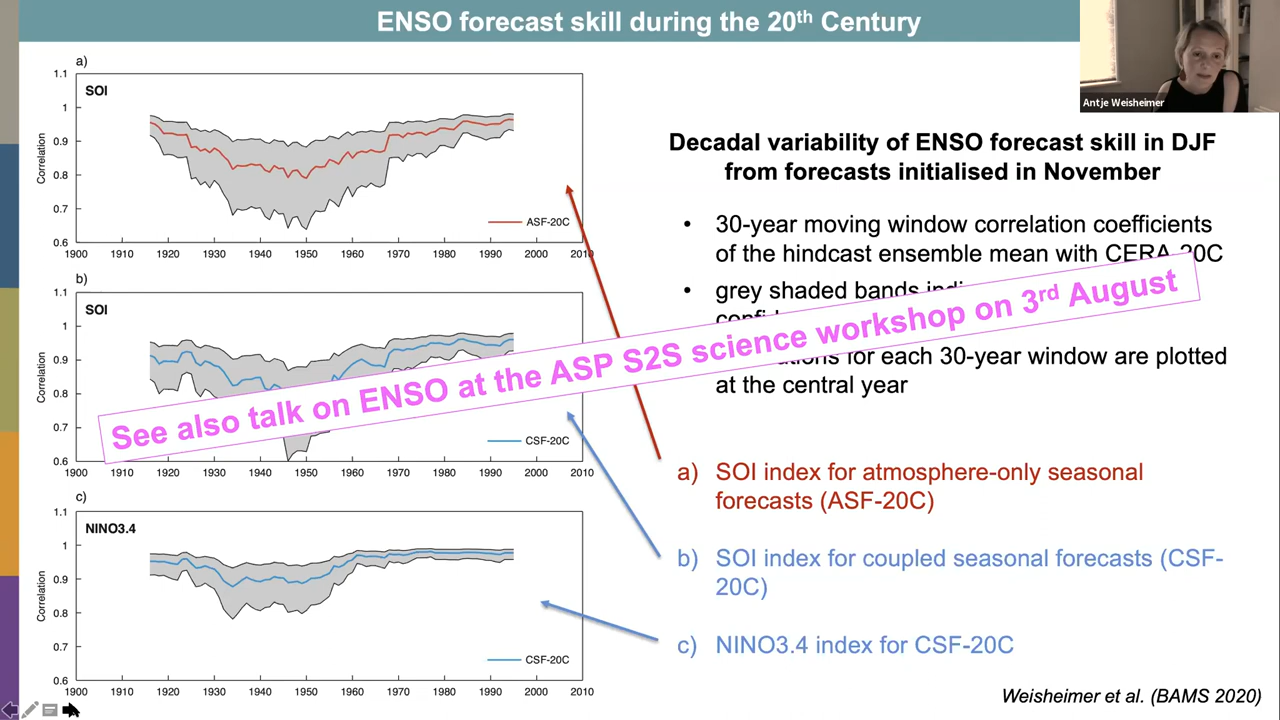 ENSO forecast skill during the 20th Century
Antje Weisheimer
a)
SOI
Correlation
1.1
1
0.9
0.8
0.7
0.6
ASF-20C
1900 1910 1920 1930 1940 1950 1960 1970 1980 1990 2000 2010
b)
SOI
Correlation
1.1
1
0.9
0.8
0.7
0.6
CSF-20C
1900 1910 1920 1930 1940 1950 1960 1970 1980 1990 2000 2010
c)
NINO3.4
Correlation
1.1
1
0.9
0.8
0.7
0.6
CSF-20C
1900 1910 1920 1930 1940 1950 1960 1970 1980 1990 2000 2010
Decadal variability of ENSO forecast skill in DJF
from forecasts initialised in November
• 30-year moving window correlation coefficients
of the hindcast ensemble mean with CERA-20C
• grey shaded bands
for each 30-year window are plotted
at the central year
See also talk on ENSO at the ASP S2S science workshop on 3rd August
a) SOI index for atmosphere-only seasonal
forecasts (ASF-20C)
b) SOI index for coupled seasonal forecasts (CSF-
20C)
c) NINO3.4 index for CSF-20C
Weisheimer et al. (BAMS 2020)